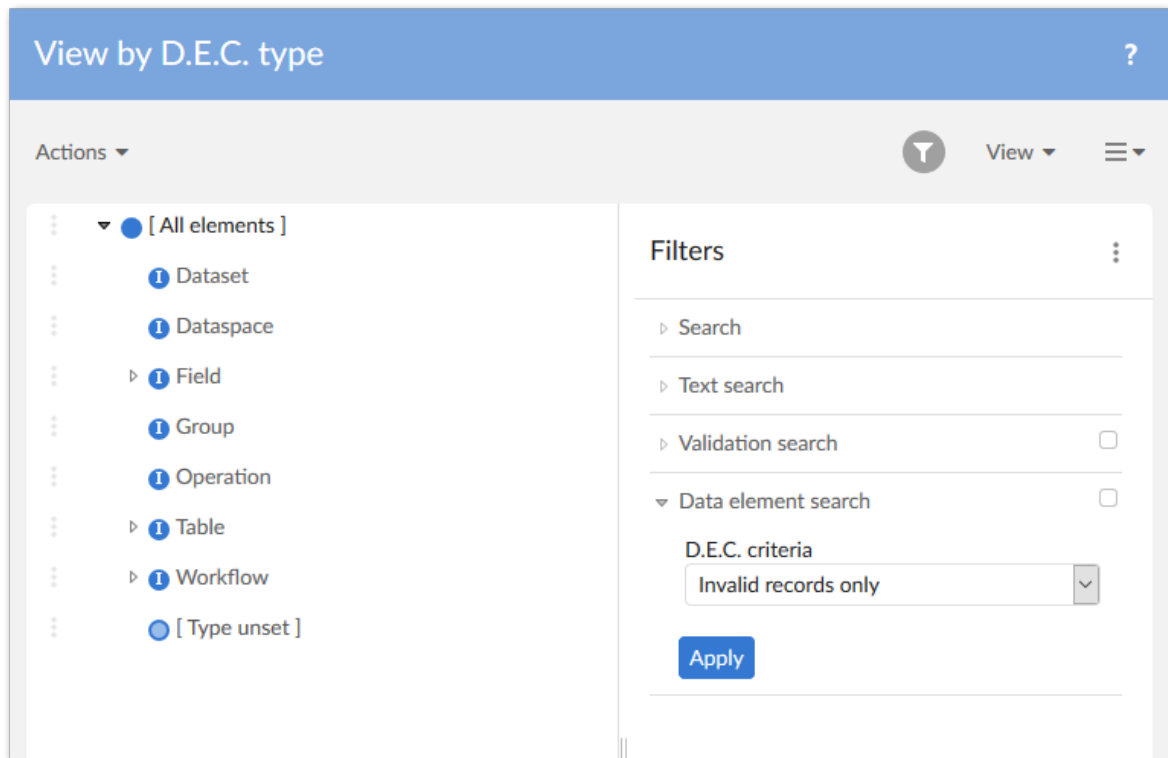 View by D.E.C. type
?
Actions
View
[ All elements ]
I Dataset
I Dataspace
I Field
I Group
I Operation
I Table
I Workflow
[ Type unset ]
Filters
Search
Text search
Validation search
Data element search
D.E.C. criteria
Invalid records only
Apply